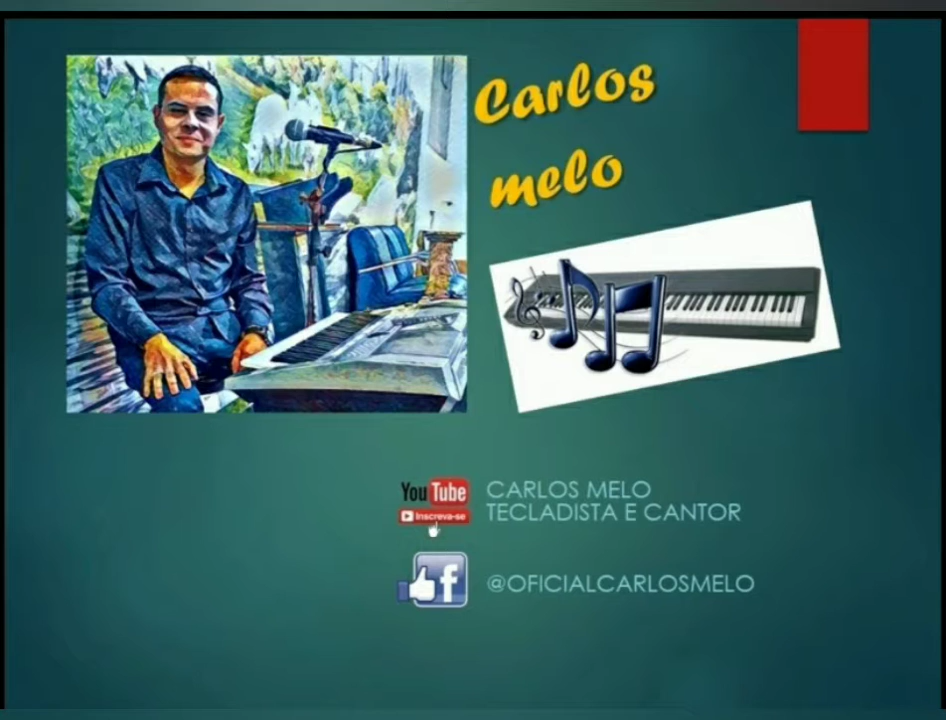 Carlos
melo
YouTube
Inscreva-se
CARLOS MELO
TECLADISTA E CANTOR
@OFICIALCARLOSMELO